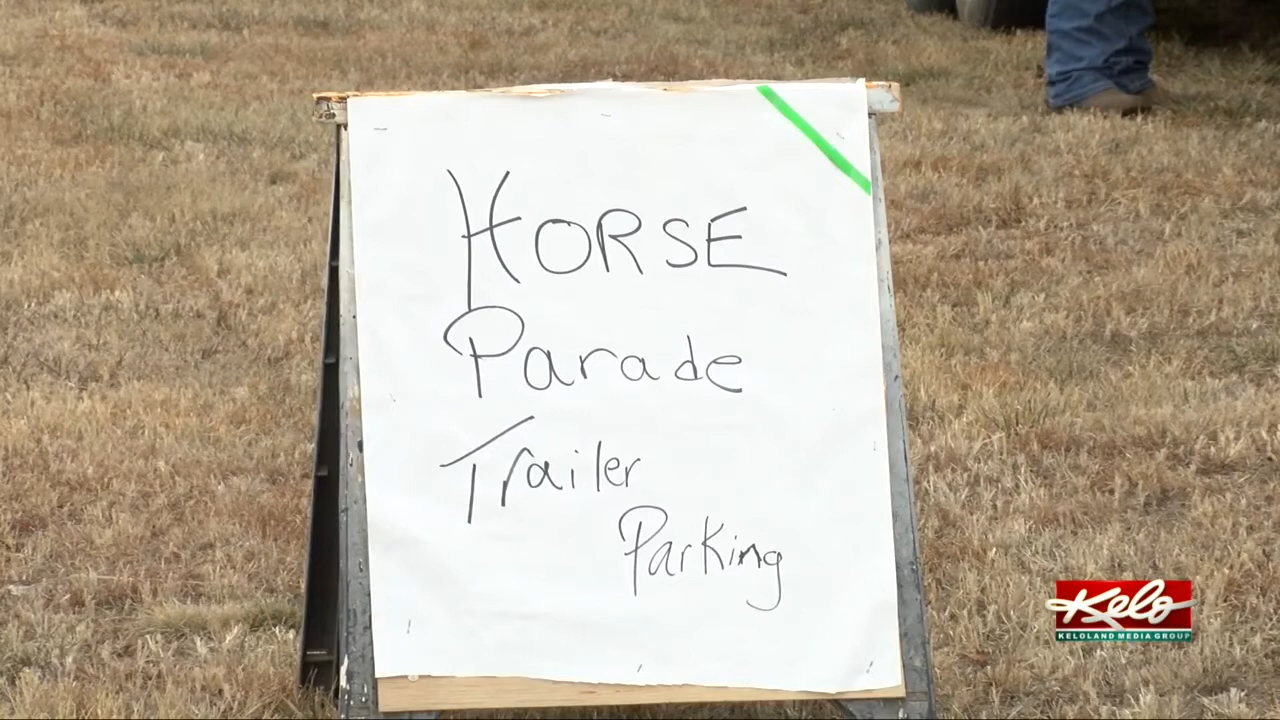 HORSE
Parade
Trailer
Parking
Kelo
KELOLAND MEDIA GROUP